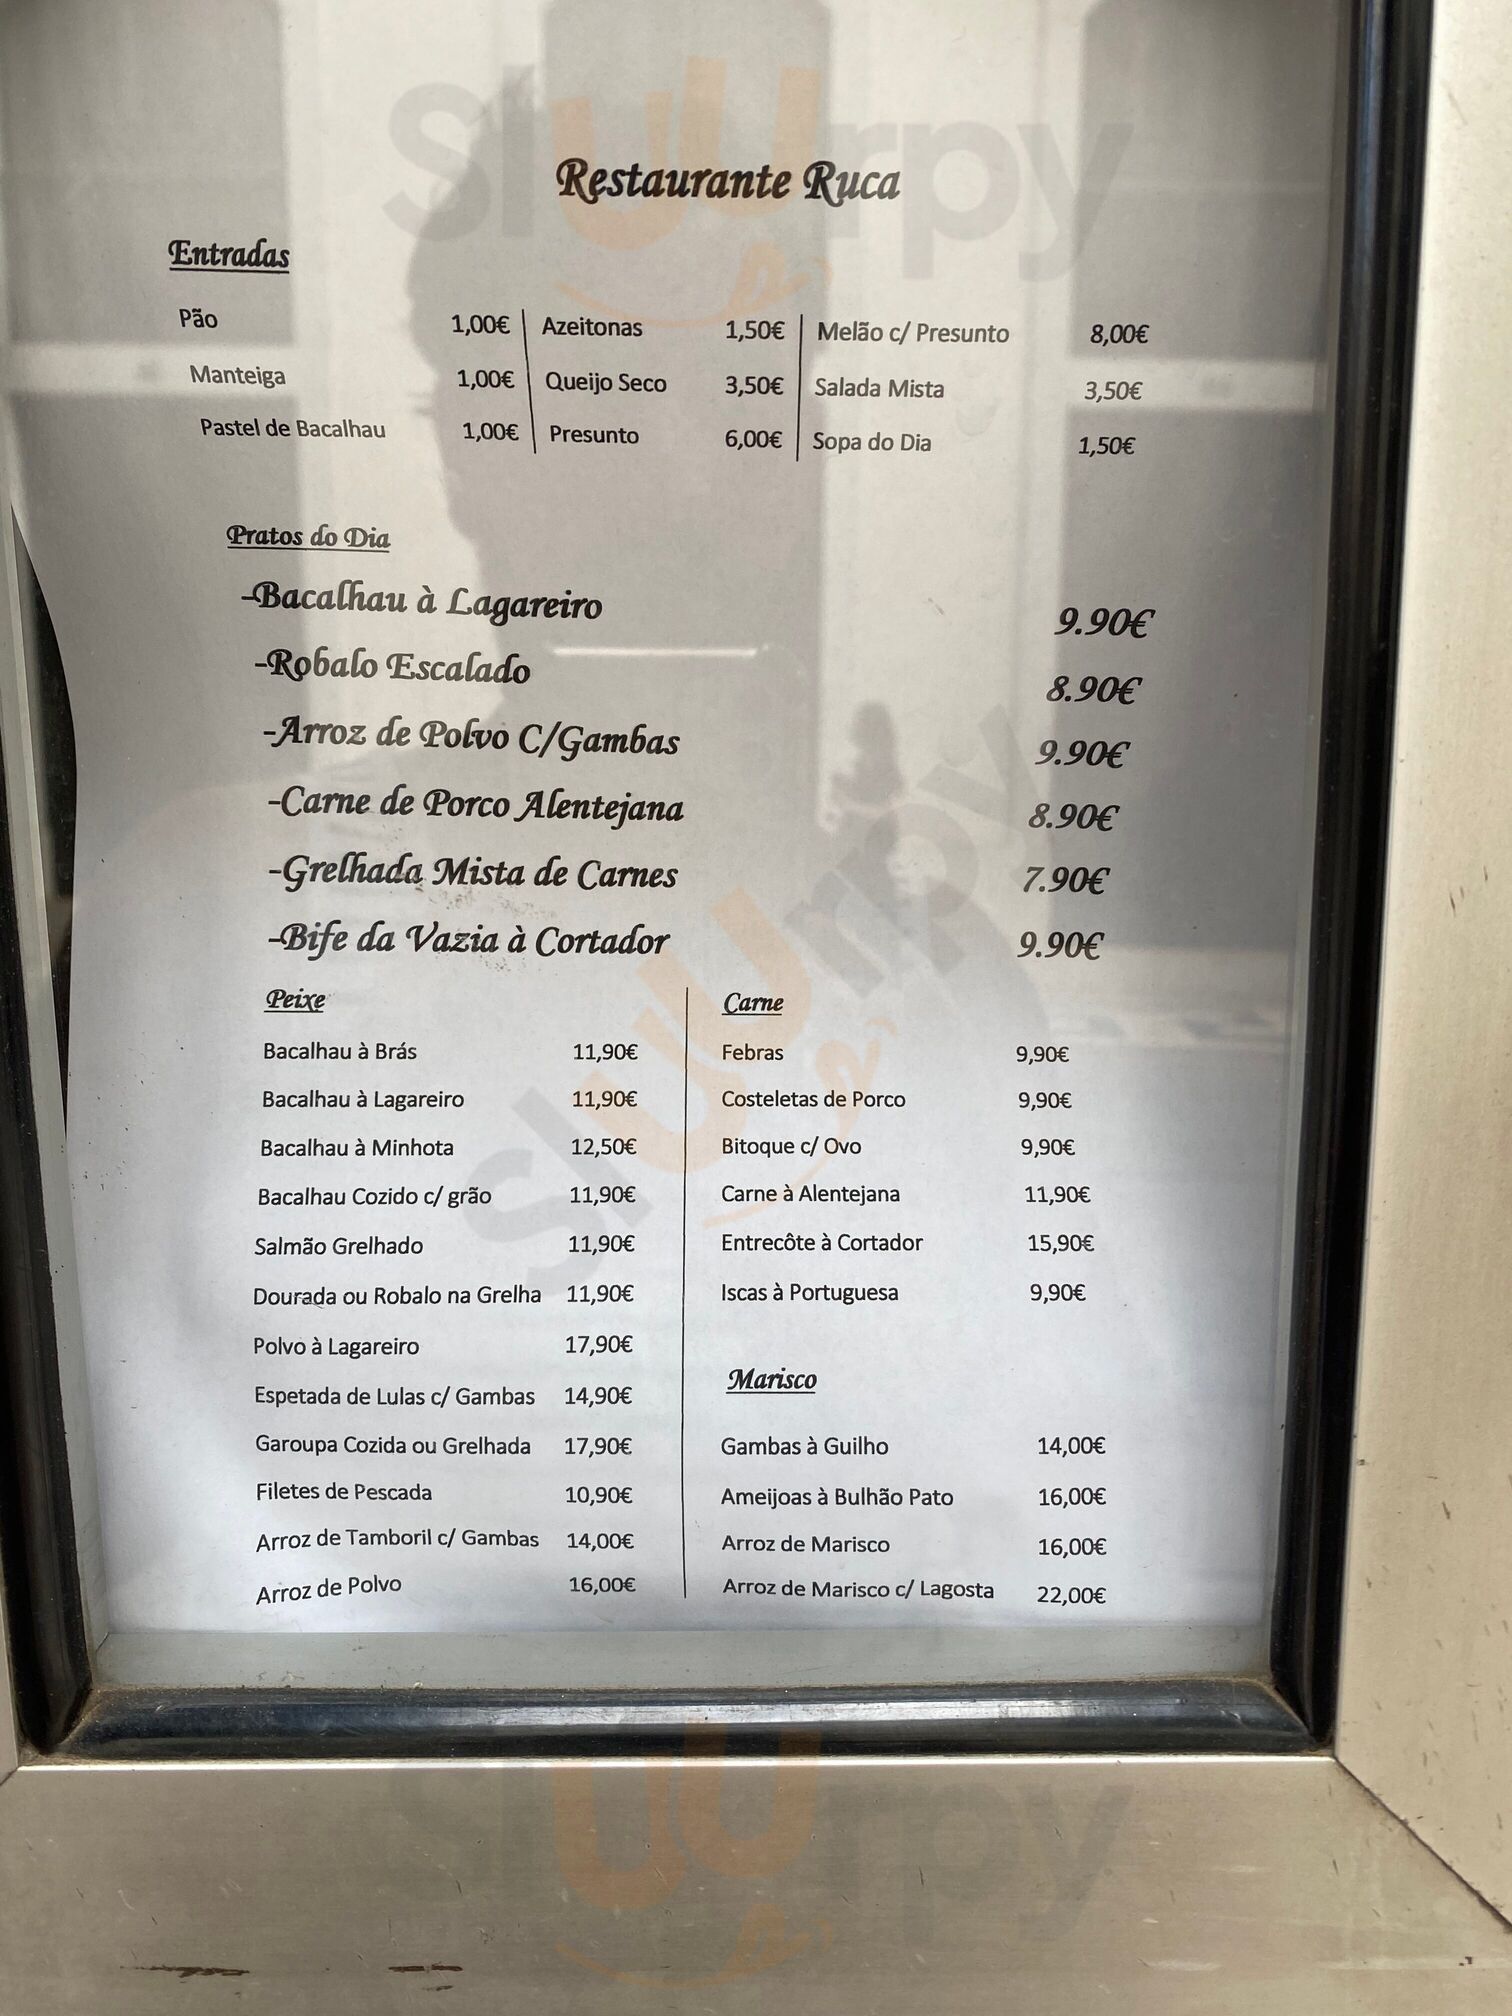 Restaurante Ruca
Entradas
Pão 1,00€ Azeitonas 1,50€ Melão c/ Presunto 8,00€
Manteiga 1,00€ Queijo Seco 3,50€ Salada Mista 3,50€
Pastel de Bacalhau 1,00€ Presunto 6,00€ Sopa do Dia 1,50€
Pratos do Dia
-Bacalhau à Lagareiro 9.90€
-Robalo Escalado 8.90€
-Arroz de Polvo C/Gambas 9.90€
-Carne de Porco Alentejana 8.90€
-Grelhada Mista de Carnes 7.90€
-Bife da Vazia à Cortador 9.90€
Peixe
Bacalhau à Brás 11,90€
Bacalhau à Lagareiro 11,90€
Bacalhau à Minhota 12,50€
Bacalhau Cozido c/ grão 11,90€
Salmão Grelhado 11,90€
Dourada ou Robalo na Grelha 11,90€
Polvo à Lagareiro 17,90€
Espetada de Lulas c/ Gambas 14,90€
Garoupa Cozida ou Grelhada 17,90€
Filetes de Pescada 10,90€
Arroz de Tamboril c/ Gambas 14,00€
Arroz de Polvo 16,00€
Carne
Febras 9,90€
Costeletas de Porco 9,90€
Bitoque c/ Ovo 9,90€
Carne à Alentejana 11,90€
Entrecôte à Cortador 15,90€
Iscas à Portuguesa 9,90€
Marisco
Gambas à Guilho 14,00€
Ameijoas à Bulhão Pato 16,00€
Arroz de Marisco 16,00€
Arroz de Marisco c/ Lagosta 22,00€
sluurpy
sluurpy
sluurpy